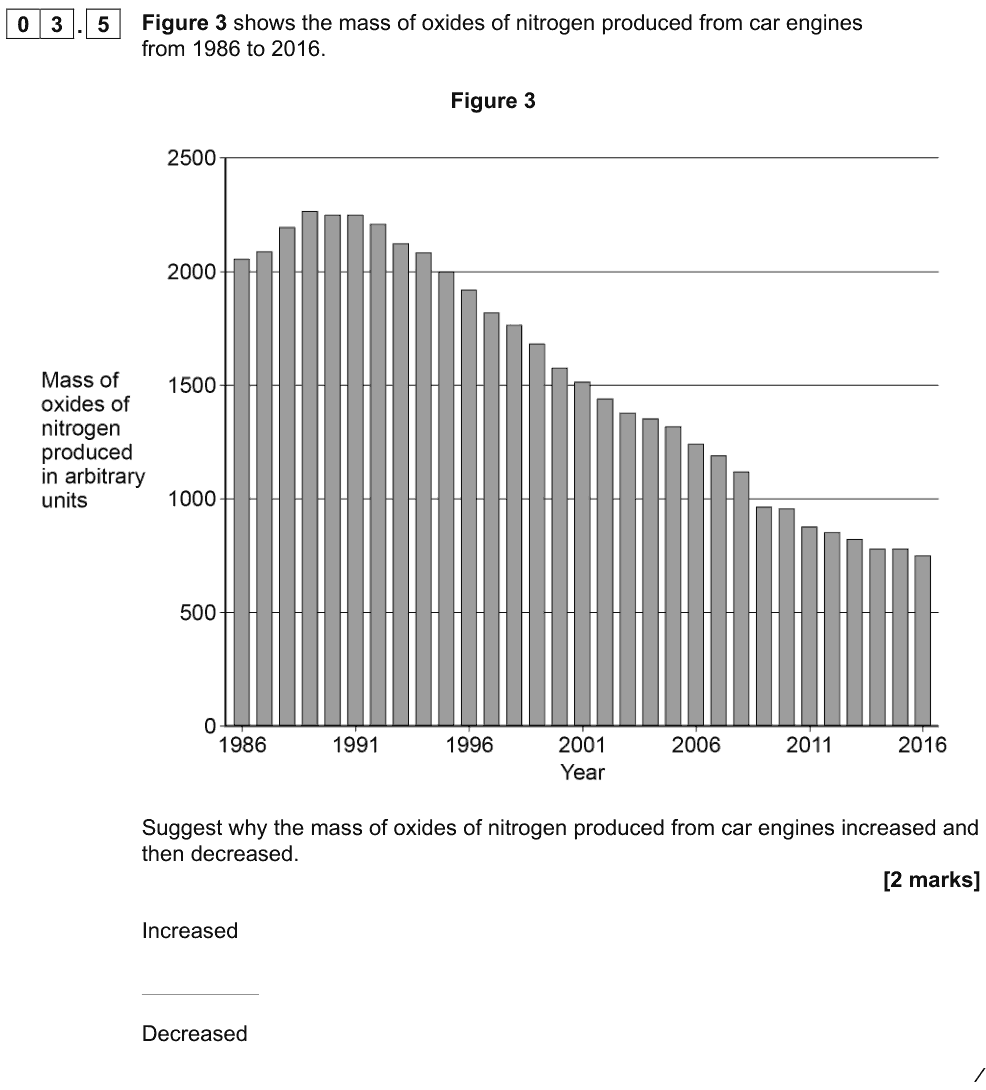 0 3 . 5 Figure 3 shows the mass of oxides of nitrogen produced from car engines
from 1986 to 2016.
Figure 3
2500
2000
1500
1000
500
0
Mass of
oxides of
nitrogen
produced
in arbitrary
units
1986 1991 1996 2001 2006 2011 2016
Year
Suggest why the mass of oxides of nitrogen produced from car engines increased and
then decreased.
[2 marks]
Increased
Decreased